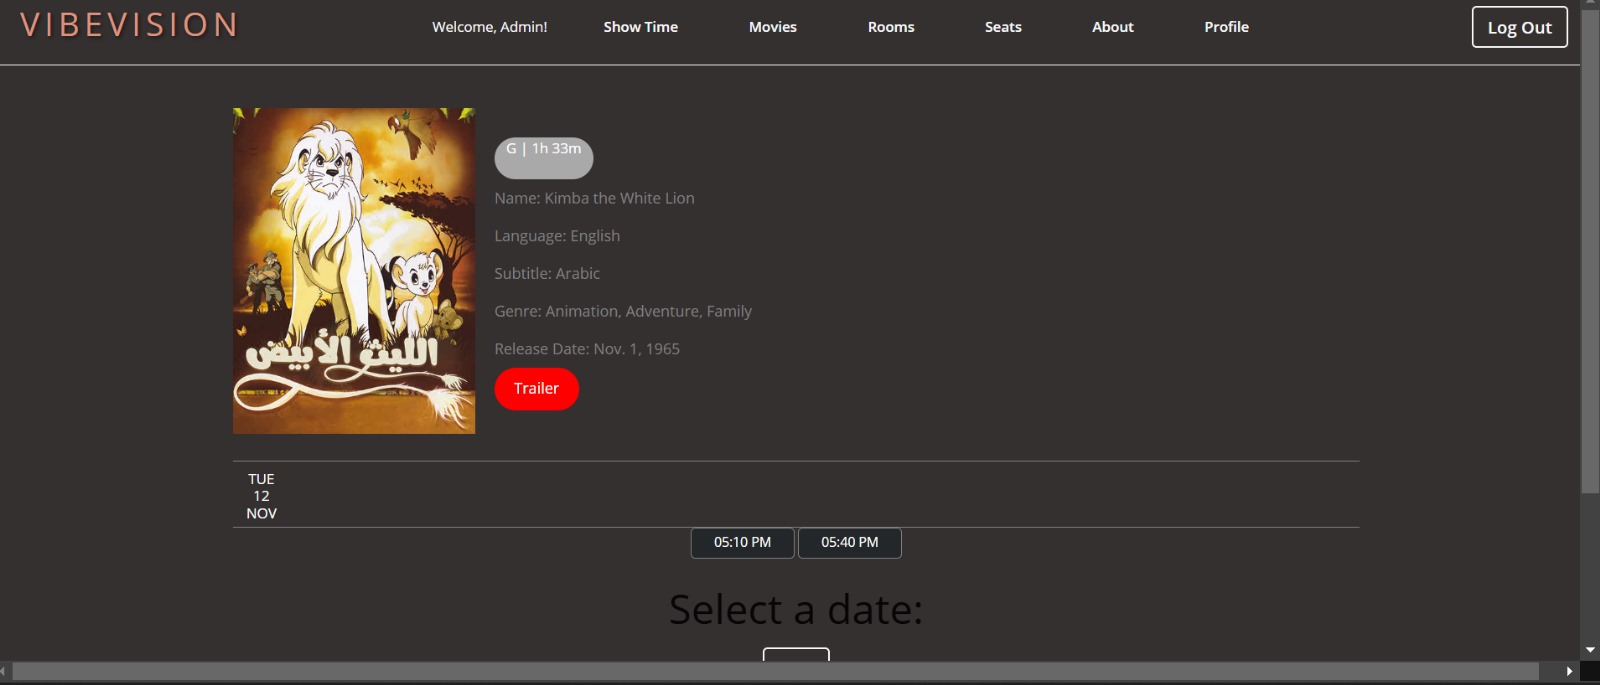 VIBEVISION
Welcome, Admin!
Show Time
Movies
Rooms
Seats
About
Profile
Log Out
G | 1h 33m
Name: Kimba the White Lion
Language: English
Subtitle: Arabic
Genre: Animation, Adventure, Family
Release Date: Nov. 1, 1965
Trailer
الليث الأبيض
TUE
12
NOV
05:10 PM
05:40 PM
Select a date: